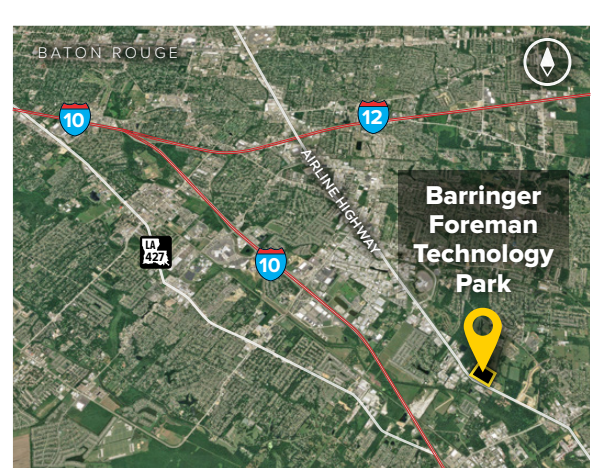 BATON ROUGE
10
12
AIRLINE HIGHWAY
Barringer
Foreman
Technology
Park
LA
427
10